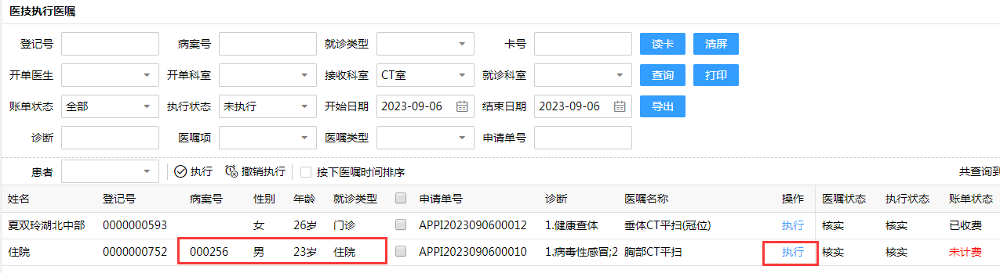 医技执行医嘱
登记号 病案号 就诊类型 卡号 读卡 清屏
开单医生 开单科室 接收科室 CT室 就诊科室 查询 打印
账单状态 全部 执行状态 未执行 开始日期 2023-09-06 结束日期 2023-09-06 导出
诊断 医嘱项 医嘱类型 申请单号
患者 执行 撤销执行 按下医嘱时间排序 共查询到
姓名 登记号 病案号 性别 年龄 就诊类型 申请单号 诊断 医嘱名称 操作 医嘱状态 执行状态 账单状态
夏双玲湖北中部 0000000593 女 26岁 门诊 APPI2023090600012 1.健康查体 垂体CT平扫(冠位) 执行 核实 核实 已收费
住院 0000000752 000256 男 23岁 住院 APPI2023090600010 1.病毒性感冒;2 胸部CT平扫 执行 核实 核实 未计费